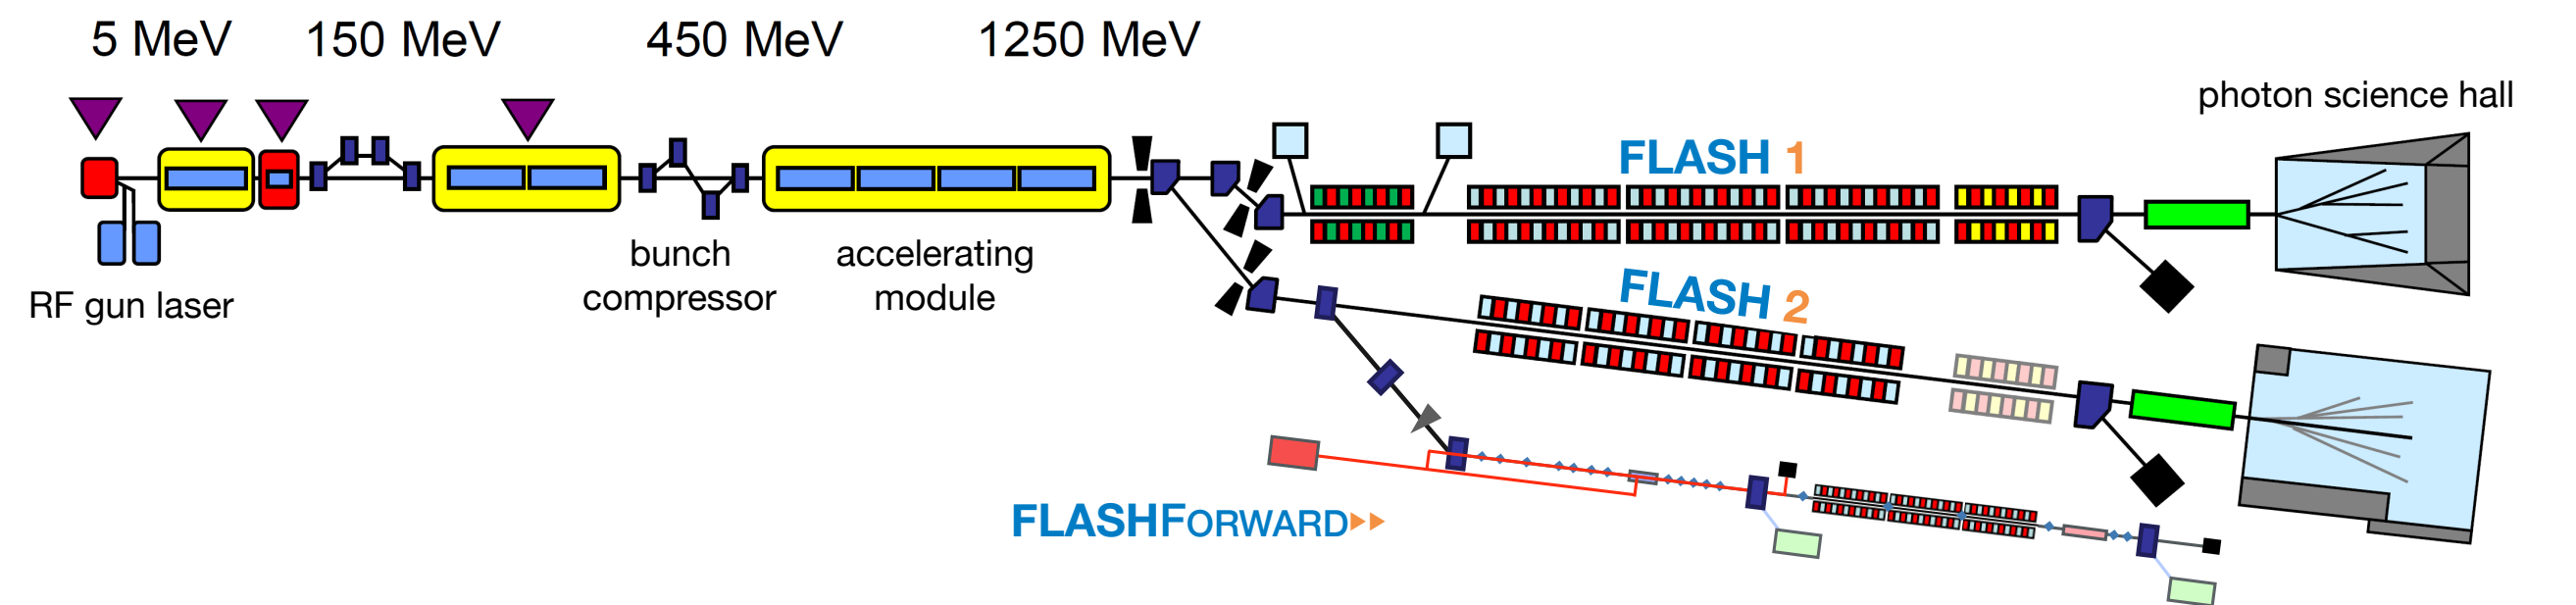 5 MeV
150 MeV
450 MeV
1250 MeV
photon science hall
FLASH 1
bunch
compressor
accelerating
module
RF gun laser
FLASH 2
FLASHFORWARD